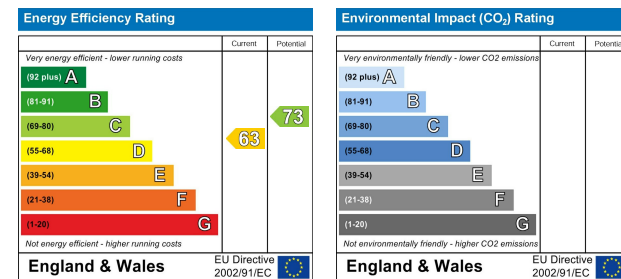 Energy Efficiency Rating
Current Potential
Very energy efficient - lower running costs
(92 plus) A
(81-91) B
(69-80) C
(55-68) D
(39-54) E
(21-38) F
(1-20) G
63
73
Not energy efficient - higher running costs
England & Wales
EU Directive
2002/91/EC
Environmental Impact (CO₂) Rating
Current Potential
Very environmentally friendly - lower CO2 emissions
(92 plus) A
(81-91) B
(69-80) C
(55-68) D
(39-54) E
(21-38) F
(1-20) G
Not environmentally friendly - higher CO2 emissions
England & Wales
EU Directive
2002/91/EC